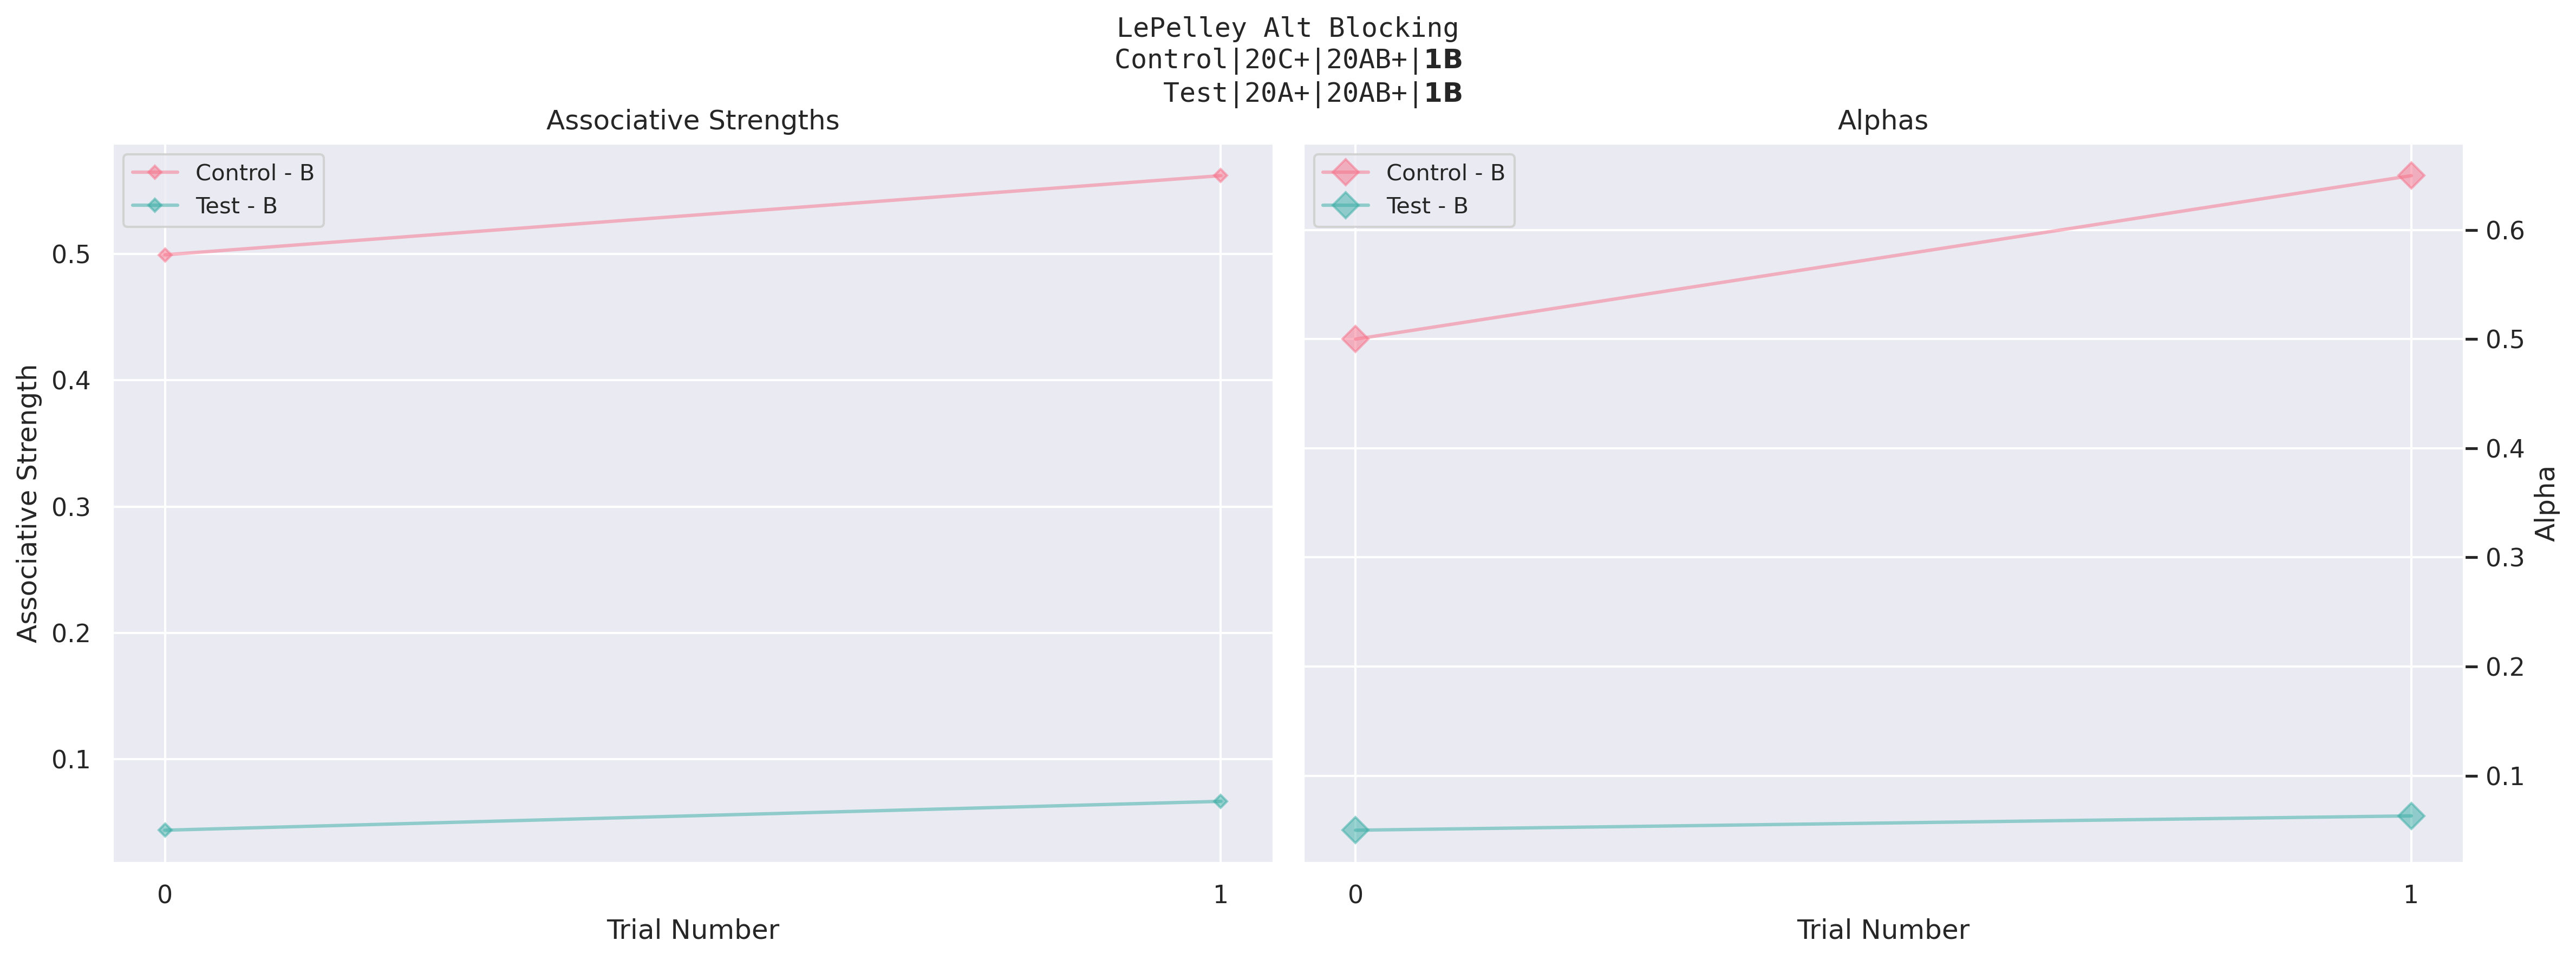 LePelley Alt Blocking
Control|20C+|20AB+|1B
Test|20A+|20AB+|1B
Associative Strengths
Control - B
Test - B
0.5
0.4
0.3
0.2
0.1
Associative Strength
0
1
Trial Number
Alphas
Control - B
Test - B
0.6
0.5
0.4
0.3
0.2
0.1
Alpha
0
1
Trial Number